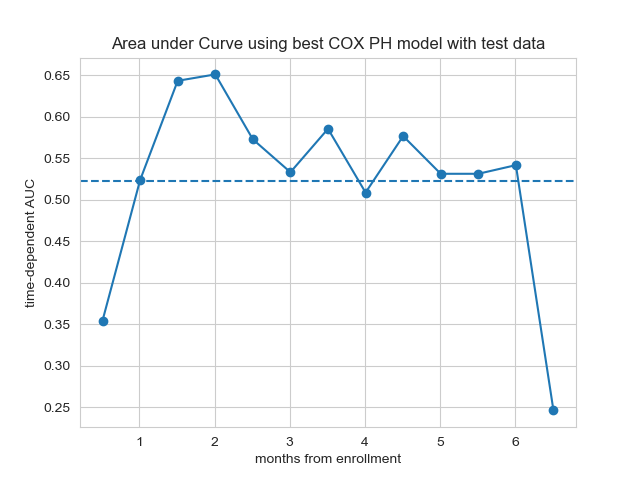 Area under Curve using best COX PH model with test data
time-dependent AUC
0.65
0.60
0.55
0.50
0.45
0.40
0.35
0.30
0.25
1 2 3 4 5 6
months from enrollment